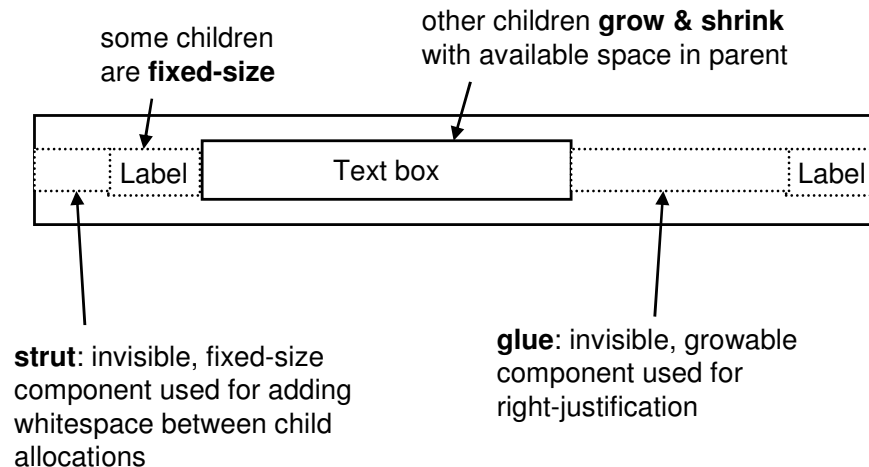 some children
are fixed-size
other children grow & shrink
with available space in parent
Label
Text box
Label
strut: invisible, fixed-size
component used for adding
whitespace between child
allocations
glue: invisible, growable
component used for
right-justification